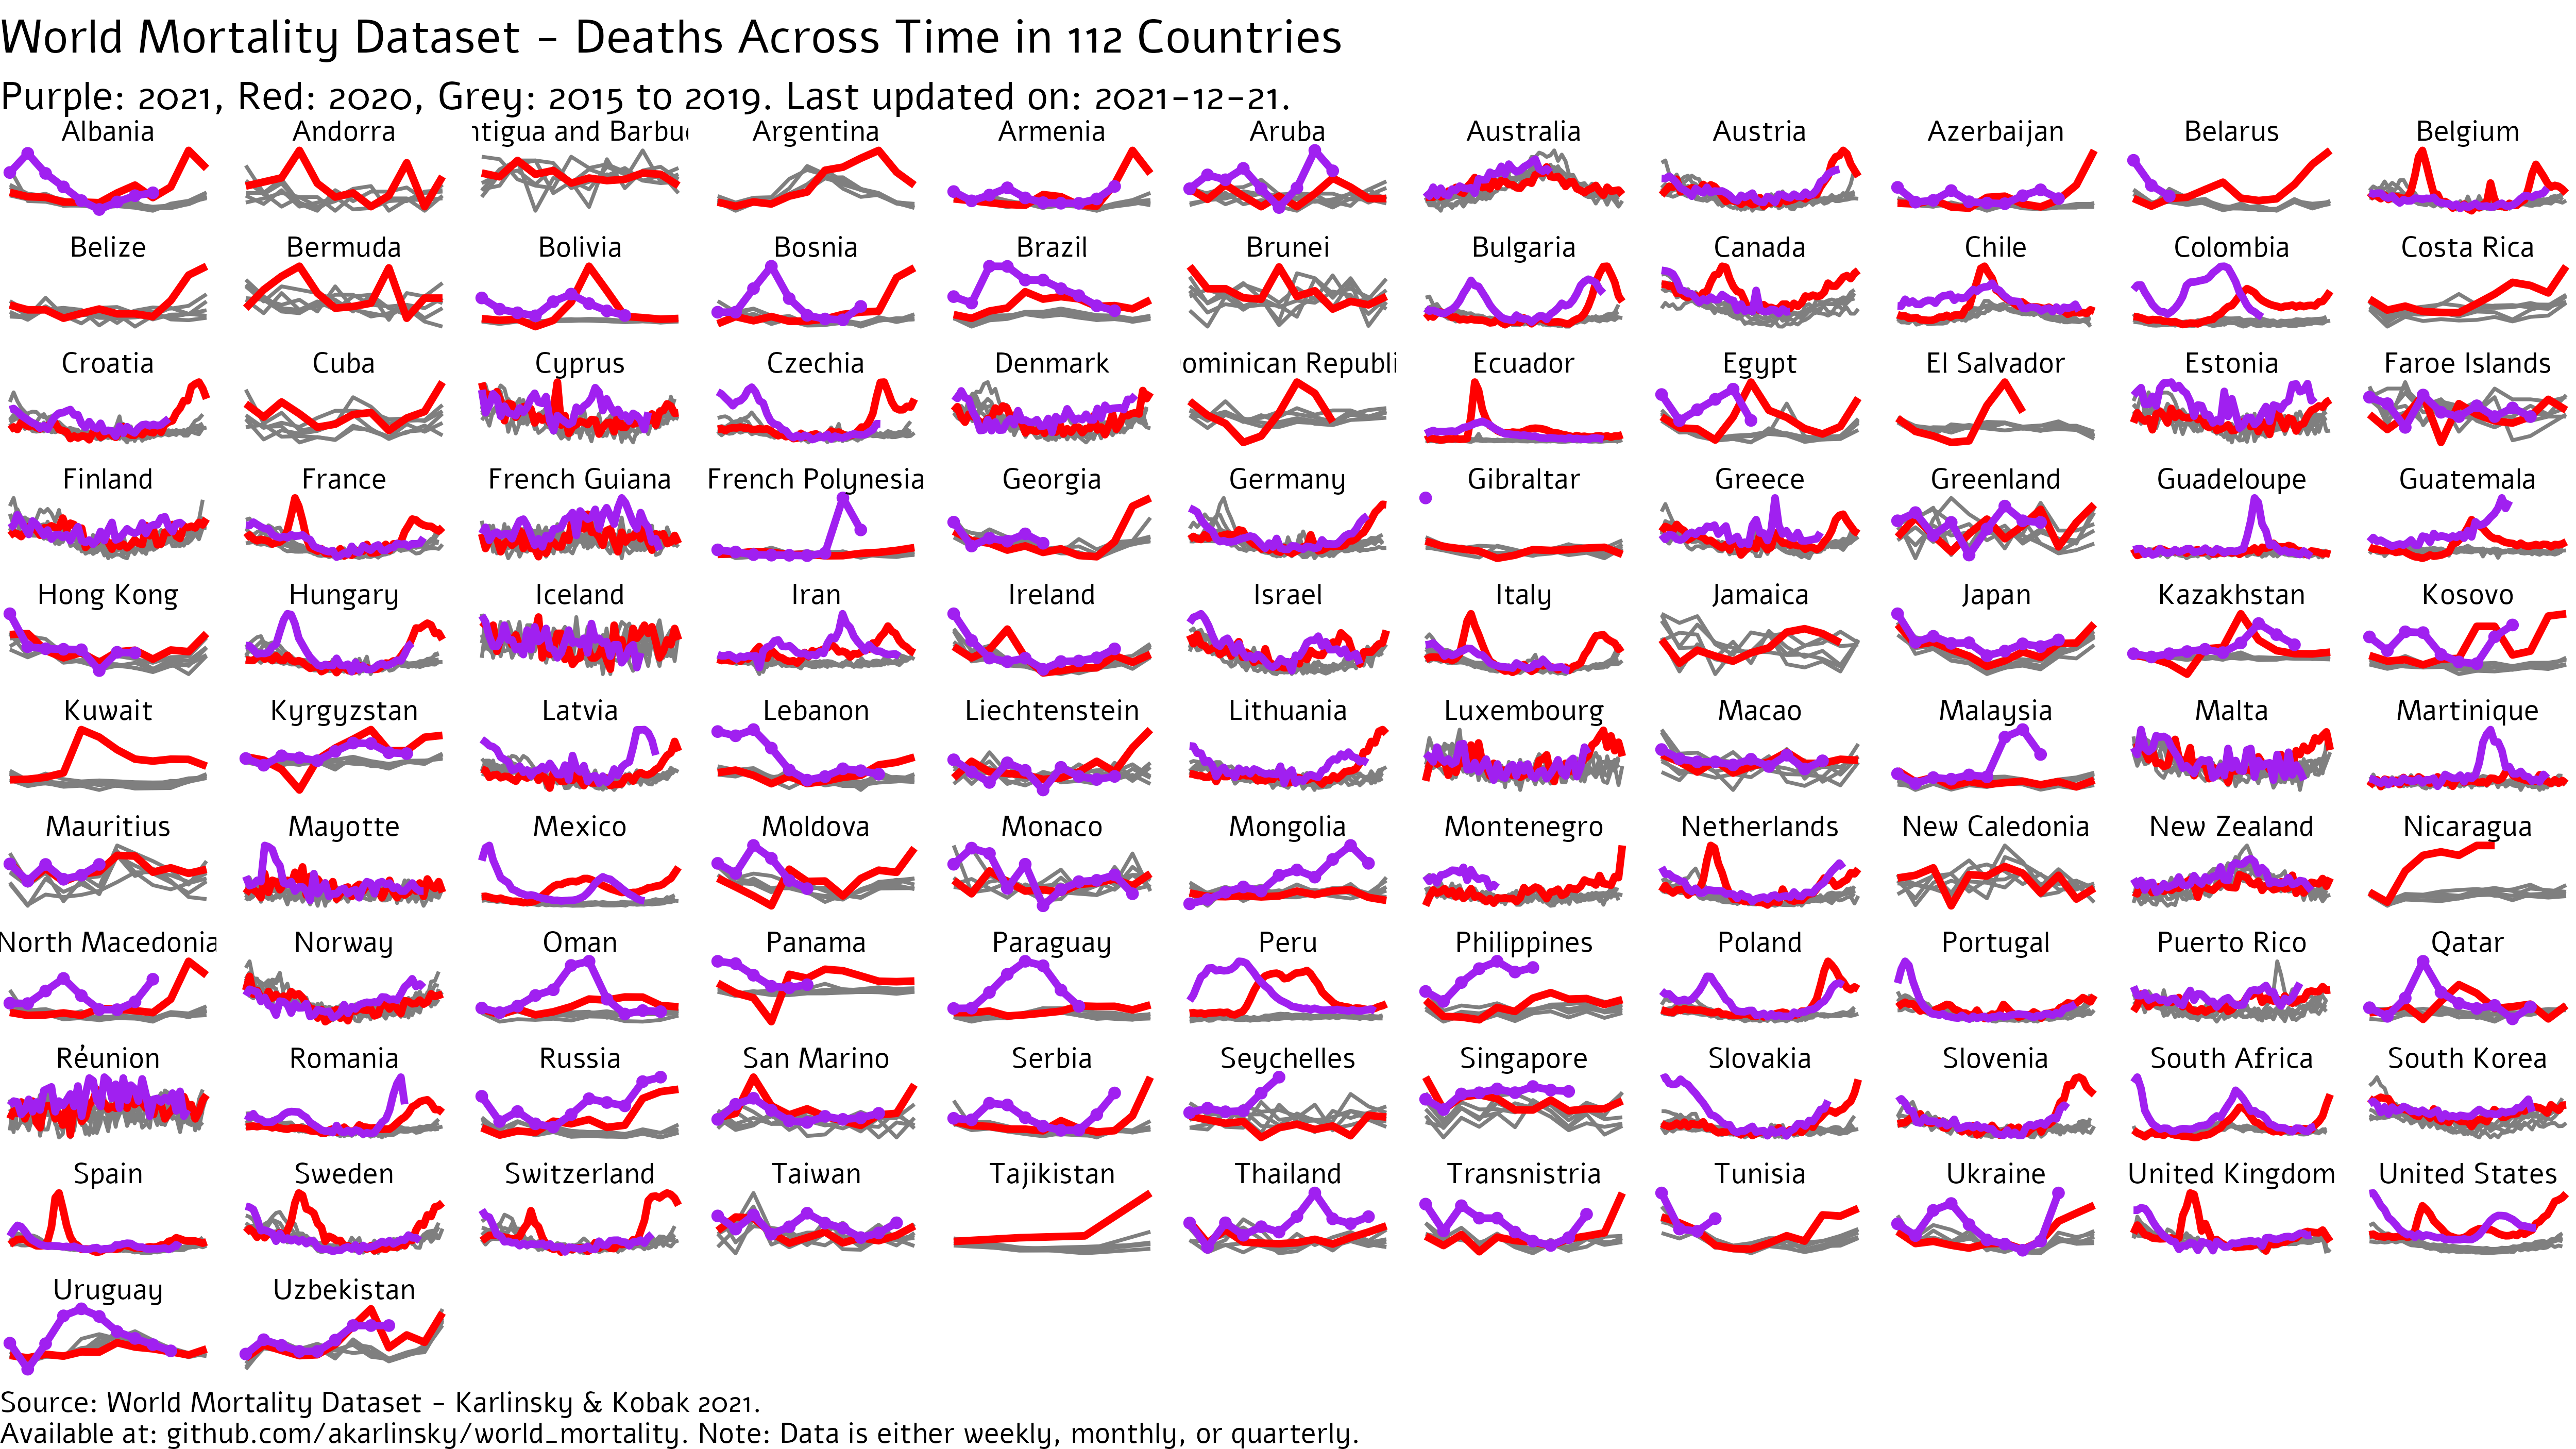 World Mortality Dataset - Deaths Across Time in 112 Countries
Purple: 2021, Red: 2020, Grey: 2015 to 2019. Last updated on: 2021-12-21.
Albania Andorra ntigua and Barbu Argentina Armenia Aruba Australia Austria Azerbaijan Belarus Belgium
Belize Bermuda Bolivia Bosnia Brazil Brunei Bulgaria Canada Chile Colombia Costa Rica
Croatia Cuba Cyprus Czechia Denmark ominican Republi Ecuador Egypt El Salvador Estonia Faroe Islands
Finland France French Guiana French Polynesia Georgia Germany Gibraltar Greece Greenland Guadeloupe Guatemala
Hong Kong Hungary Iceland Iran Ireland Israel Italy Jamaica Japan Kazakhstan Kosovo
Kuwait Kyrgyzstan Latvia Lebanon Liechtenstein Lithuania Luxembourg Macao Malaysia Malta Martinique
Mauritius Mayotte Mexico Moldova Monaco Mongolia Montenegro Netherlands New Caledonia New Zealand Nicaragua
North Macedonia Norway Oman Panama Paraguay Peru Philippines Poland Portugal Puerto Rico Qatar
Réunion Romania Russia San Marino Serbia Seychelles Singapore Slovakia Slovenia South Africa South Korea
Spain Sweden Switzerland Taiwan Tajikistan Thailand Transnistria Tunisia Ukraine United Kingdom United States
Uruguay Uzbekistan
Source: World Mortality Dataset - Karlinsky & Kobak 2021.
Available at: github.com/akarlinsky/world_mortality. Note: Data is either weekly, monthly, or quarterly.